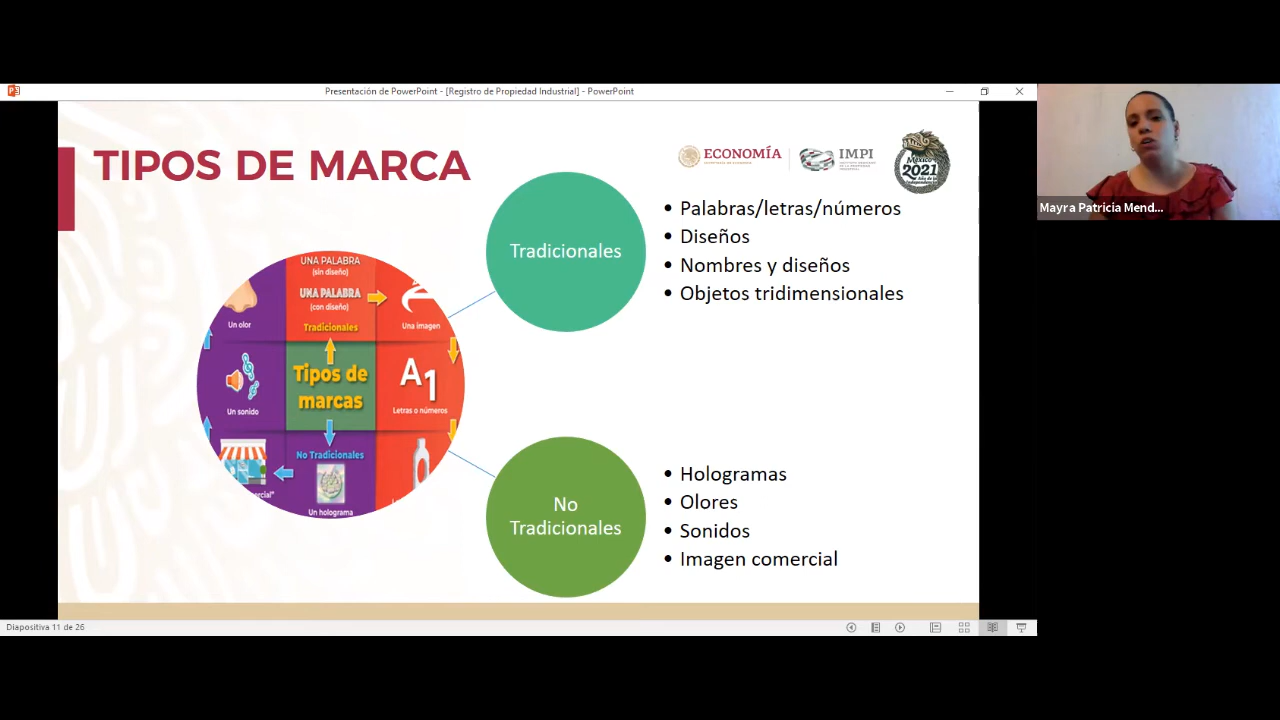 Presentación de PowerPoint - [Registro de Propiedad Industrial] - PowerPoint
TIPOS DE MARCA
ECONOMÍA
IMPI
México
2021
Mayra Patricia Mend...
Tradicionales
• Palabras/letras/números
• Diseños
• Nombres y diseños
• Objetos tridimensionales
UNA PALABRA
(sin diseño)
UNA PALABRA
(con diseño)
Tradicionales
Un olor
Una imagen
Tipos de
marcas
A1
Un sonido
Letras o números
No Tradicionales
Un holograma
No
Tradicionales
• Hologramas
• Olores
• Sonidos
• Imagen comercial
Diapositiva 11 de 26